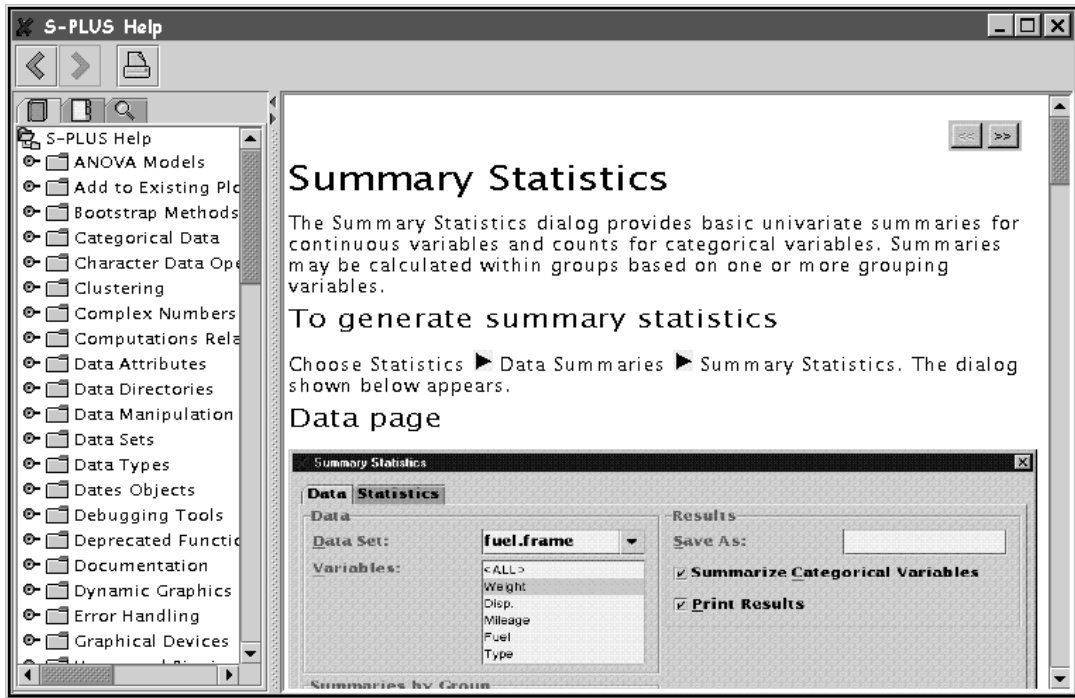 S-PLUS Help
S-PLUS Help
ANOVA Models
Add to Existing Plo
Bootstrap Methods
Categorical Data
Character Data Ope
Clustering
Complex Numbers
Computations Rela
Data Attributes
Data Directories
Data Manipulation
Data Sets
Data Types
Dates Objects
Debugging Tools
Deprecated Functio
Documentation
Dynamic Graphics
Error Handling
Graphical Devices
<< >>
Summary Statistics
The Summary Statistics dialog provides basic univariate summaries for
continuous variables and counts for categorical variables. Summaries
may be calculated within groups based on one or more grouping
variables.
To generate summary statistics
Choose Statistics ▶ Data Summaries ▶ Summary Statistics. The dialog
shown below appears.
Data page
Summary Statistics
Data Statistics
Data
Data Set: fuel.frame
Variables:
<ALL>
Weight
Disp.
Mileage
Fuel
Type
Summaries by Group
Results
Save As:
Summarize Categorical Variables
Print Results